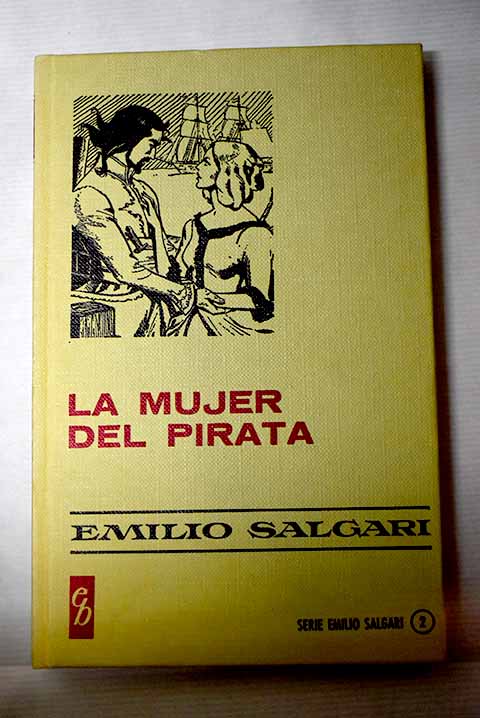 LA MUJER
DEL PIRATA
EMILIO SALGARI
eb
SERIE EMILIO SALGARI 2